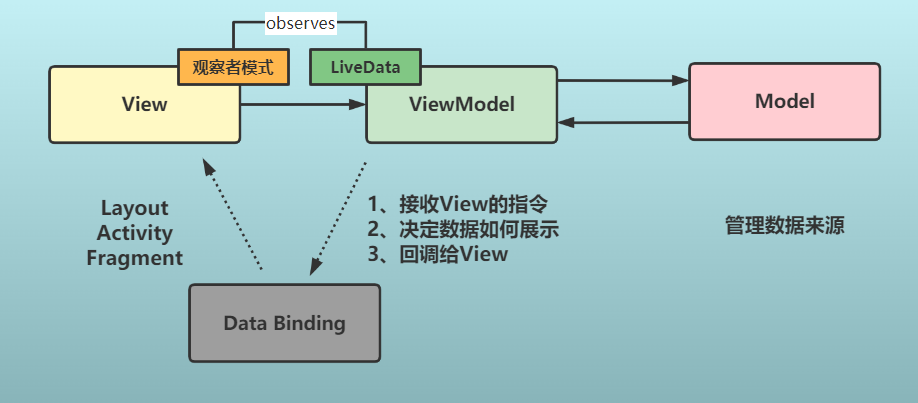 observes
观察者模式
LiveData
View
ViewModel
Model
Layout
Activity
Fragment
1、接收View的指令
2、决定数据如何展示
3、回调给View
管理数据来源
Data Binding